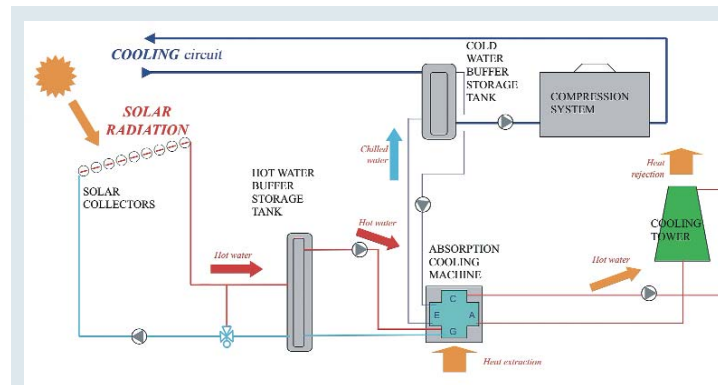 COOLING circuit
COLD
WATER
BUFFER
STORAGE
TANK
COMPRESSION
SYSTEM
SOLAR
RADIATION
Chilled
water
Heat
rejection
SOLAR
COLLECTORS
HOT WATER
BUFFER
STORAGE
TANK
Hot water
Hot water
ABSORPTION
COOLING
MACHINE
COOLING
TOWER
Hot water
C
E A
G
Heat extraction